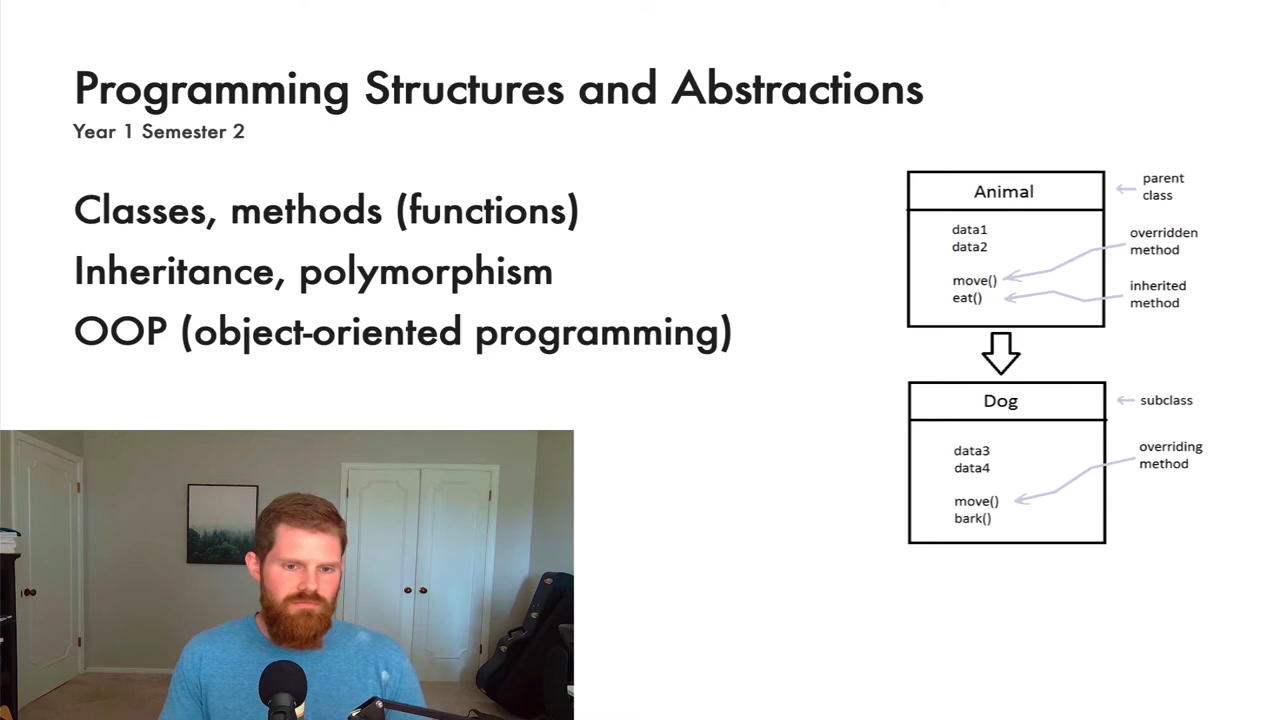 Programming Structures and Abstractions
Year 1 Semester 2
Classes, methods (functions)
Inheritance, polymorphism
OOP (object-oriented programming)
Animal
parent
class
data1
data2
overridden
method
move()
eat()
inherited
method
Dog
subclass
data3
data4
overriding
method
move()
bark()